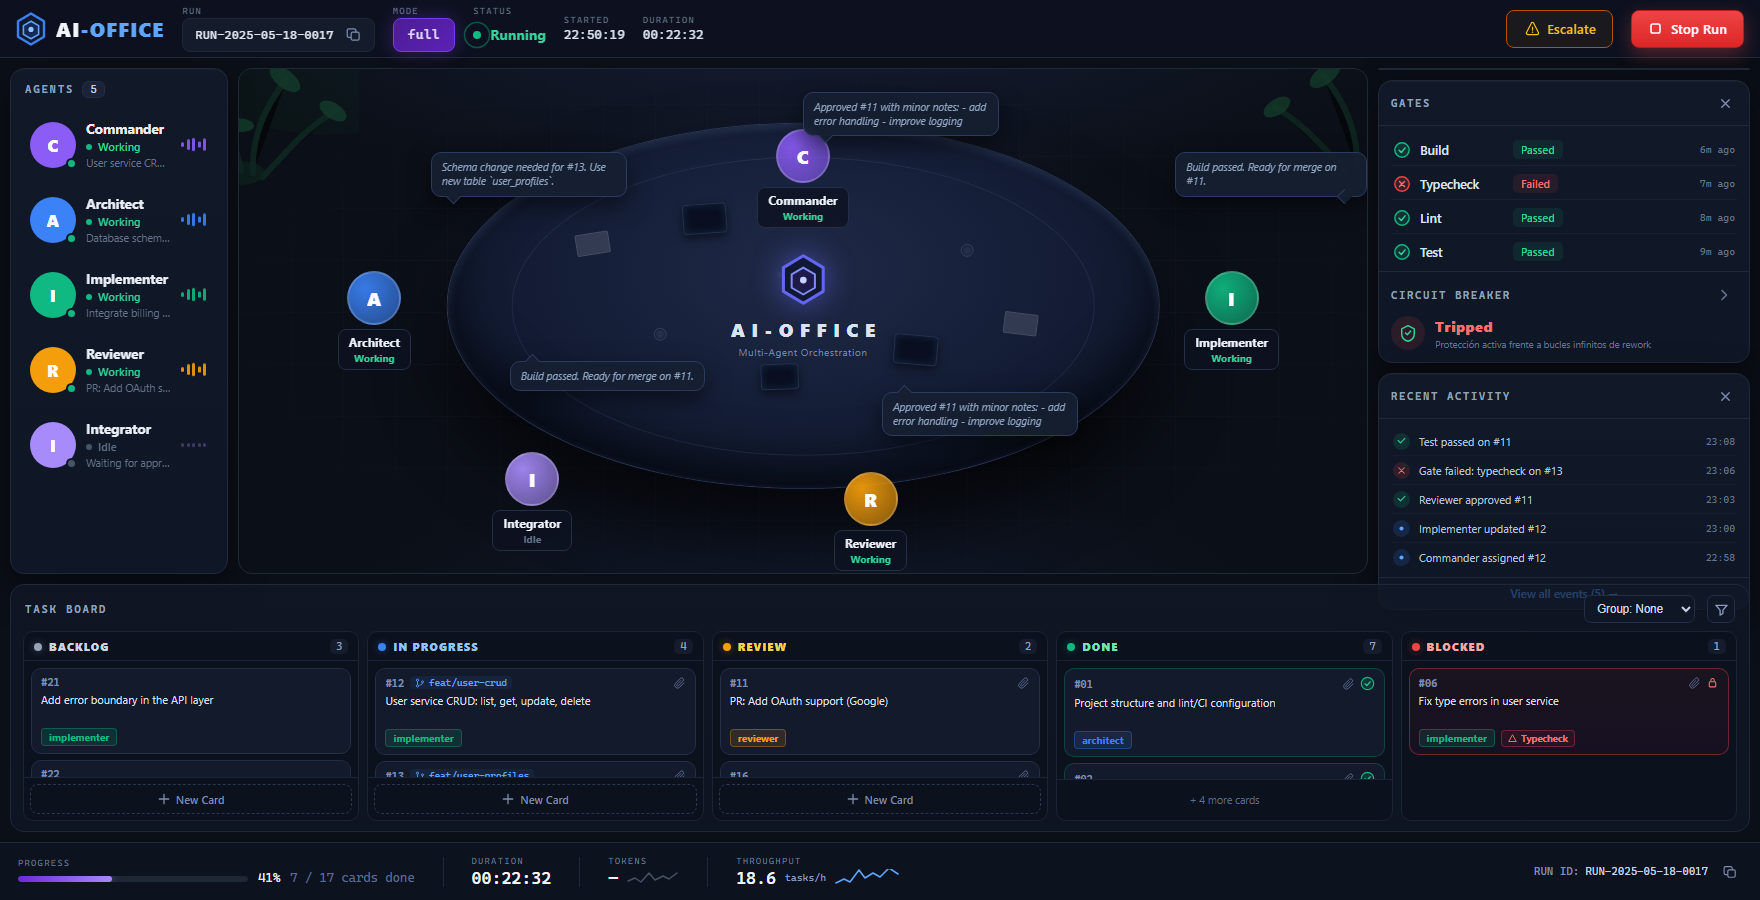 AI-OFFICE
RUN
RUN-2025-05-18-0017
MODE
full
STATUS
Running
STARTED
22:50:19
DURATION
00:22:32
Escalate
Stop Run
AGENTS 5
C
Commander
Working
User service CR...
A
Architect
Working
Database schem...
I
Implementer
Working
Integrate billing ...
R
Reviewer
Working
PR: Add OAuth s...
I
Integrator
Idle
Waiting for appr...
Approved #11 with minor notes: - add
error handling - improve logging
Schema change needed for #13. Use
new table `user_profiles`.
Build passed. Ready for merge on
#11.
C
Commander
Working
A
Architect
Working
I
Implementer
Working
AI-OFFICE
Multi-Agent Orchestration
Build passed. Ready for merge on #11.
Approved #11 with minor notes: - add
error handling - improve logging
I
Integrator
Idle
R
Reviewer
Working
GATES
Build Passed 6m ago
Typecheck Failed 7m ago
Lint Passed 8m ago
Test Passed 9m ago
CIRCUIT BREAKER
Tripped
Protección activa frente a bucles infinitos de rework
RECENT ACTIVITY
Test passed on #11 23:08
Gate failed: typecheck on #13 23:06
Reviewer approved #11 23:03
Implementer updated #12 23:00
Commander assigned #12 22:58
View all events (5) →
TASK BOARD
Group: None
BACKLOG 3
#21
Add error boundary in the API layer
implementer
#22
New Card
IN PROGRESS 4
#12 feat/user-crud
User service CRUD: list, get, update, delete
implementer
#13 feat/user-profiles
New Card
REVIEW 2
#11
PR: Add OAuth support (Google)
reviewer
#16
New Card
DONE 7
#01
Project structure and lint/CI configuration
architect
#02
+ 4 more cards
BLOCKED 1
#06
Fix type errors in user service
implementer Typecheck
PROGRESS
41% 7 / 17 cards done
DURATION
00:22:32
TOKENS
—
THROUGHPUT
18.6 tasks/h
RUN ID: RUN-2025-05-18-0017